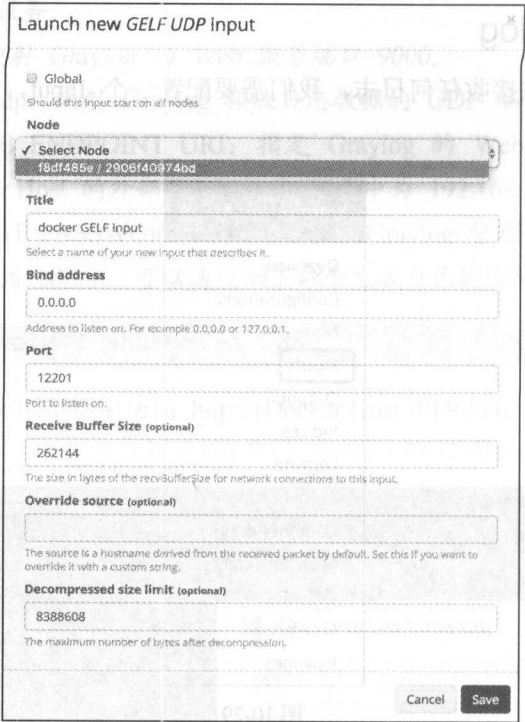 Launch new GELF UDP input
×
Global
Should this input start on all nodes
Node
✓ Select Node
f8df485e / 2906f40974bd
Title
docker GELF input
Select a name of your new input that describes it.
Bind address
0.0.0.0
Address to listen on. For example 0.0.0.0 or 127.0.0.1.
Port
12201
Port to listen on.
Receive Buffer Size (optional)
262144
The size in bytes of the recvBufferSize for network connections to this input.
Override source (optional)
The source is a hostname derived from the received packet by default. Set this if you want to
override it with a custom string.
Decompressed size limit (optional)
8388608
The maximum number of bytes after decompression.
Cancel
Save